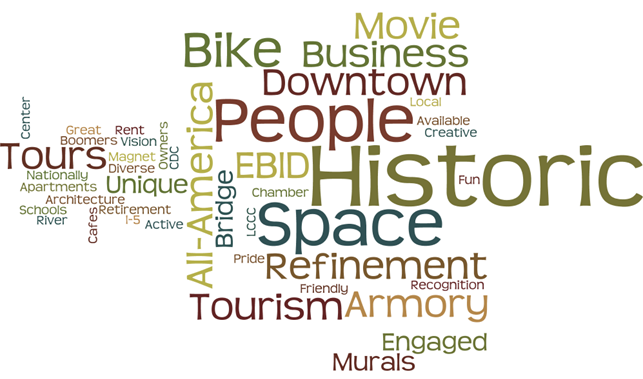 Movie
Bike
Business
Downtown
All-America
Local
People
Available
Creative
Center
Great
Rent
Boomers
Vision
Owners
Tours
Magnet
CDC
Diverse
EBID
Historic
Nationally
Apartments
Unique
Bridge
Fun
Chamber
Architecture
Schools
Cafes
Retirement
LCCC
Space
River
I-5
Active
Pride
Refinement
Friendly
Recognition
Tourism
Armory
Engaged
Murals